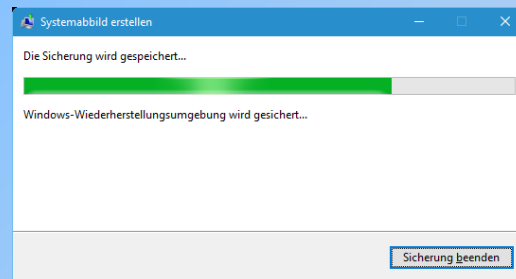 Systemabbild erstellen
Die Sicherung wird gespeichert...
Windows-Wiederherstellungsumgebung wird gesichert...
Sicherung beenden